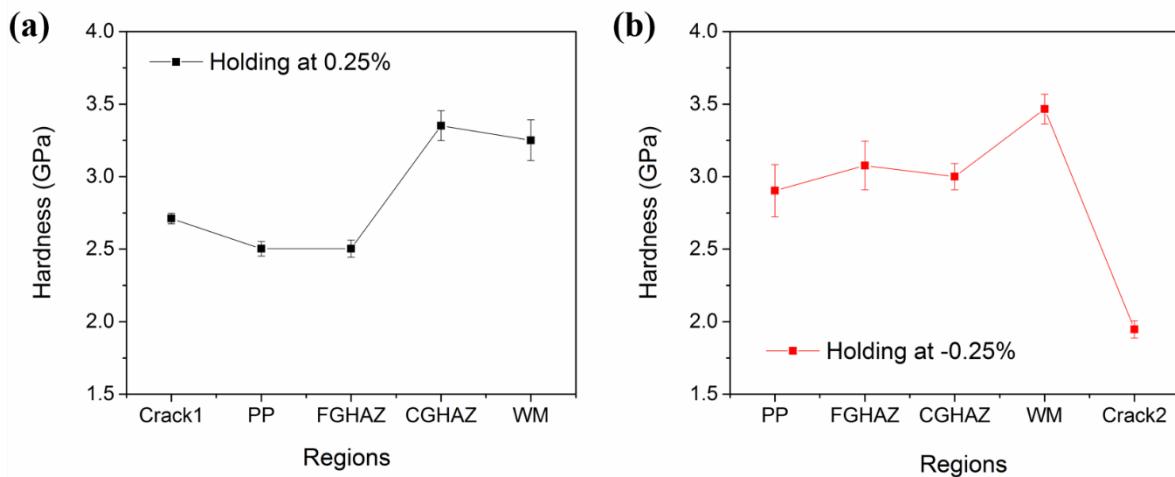 (a)
4.0
3.5
3.0
2.5
2.0
1.5
Hardness (GPa)
Holding at 0.25%
Crack1 PP FGHAZ CGHAZ WM
Regions
(b)
4.0
3.5
3.0
2.5
2.0
1.5
Hardness (GPa)
Holding at -0.25%
PP FGHAZ CGHAZ WM Crack2
Regions